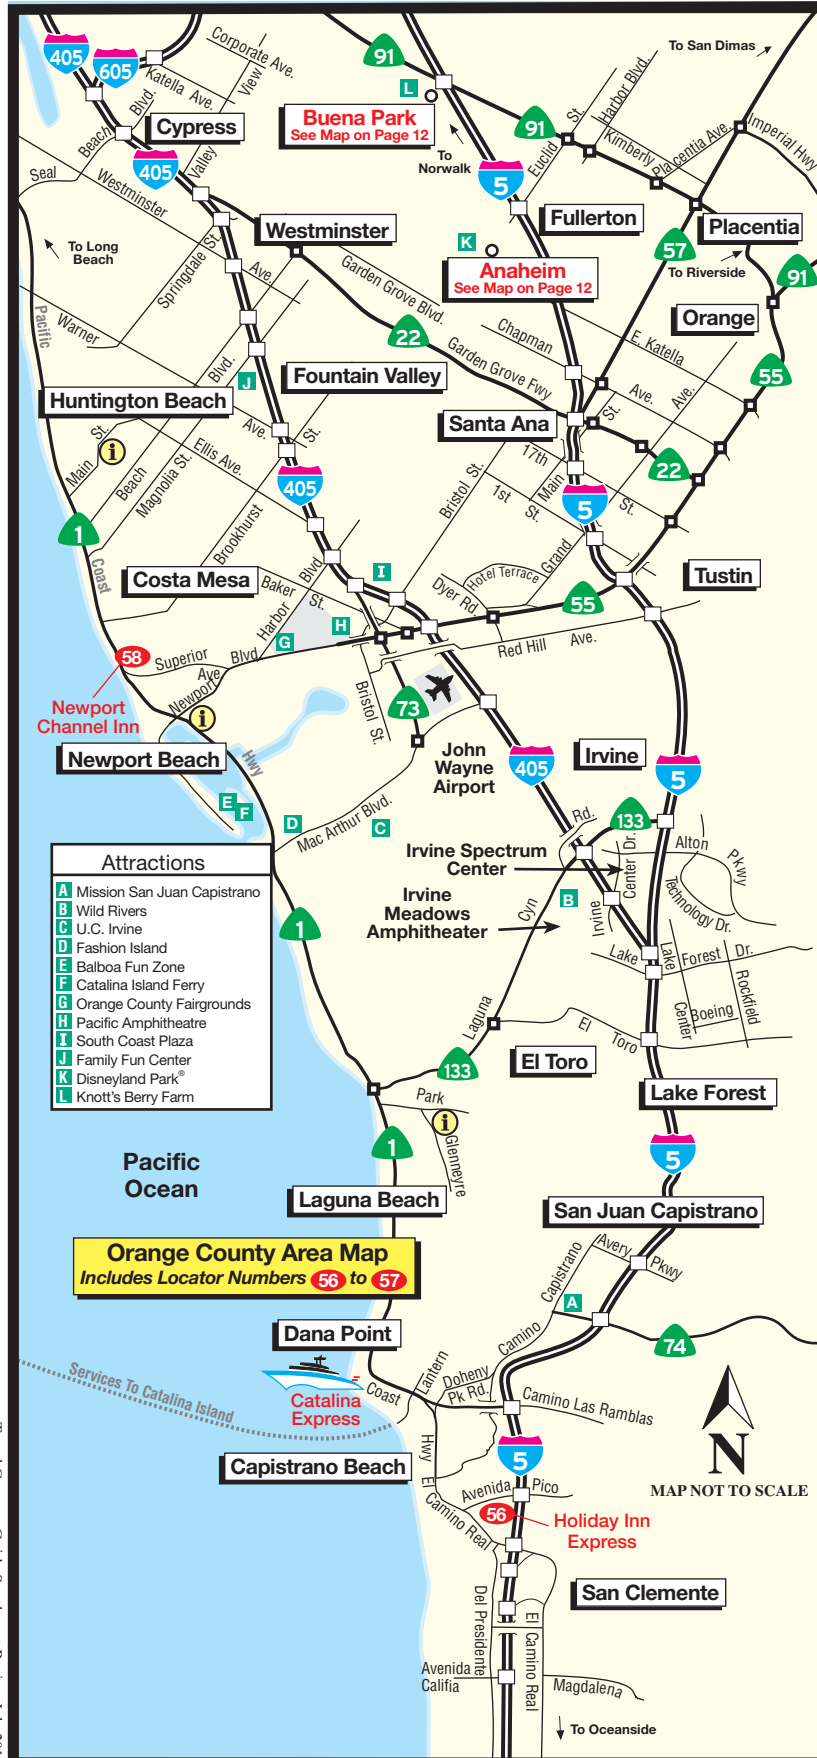 To San Dimas
Corporate Ave.
405
605
91
Katella Ave.
View
Valley
Blvd.
L
Buena Park
See Map on Page 12
Cypress
Beach
405
Seal
Westminster
Ave.
To
Norwalk
5
91
Euclid St.
Harbor Blvd.
Kimberly
Placentia Ave.
Imperial Hwy
Fullerton
Placentia
57
To Riverside
91
Westminster
To Long
Beach
Springdale St.
K
Anaheim
See Map on Page 12
Garden Grove Blvd.
Orange
Pacific
Warner
Ave.
Blvd.
22
Chapman
Ave.
E. Katella
Ave.
Garden Grove Fwy
55
J
Fountain Valley
Huntington Beach
Santa Ana
St.
Main St.
i
Ellis Ave.
St.
Beach
Magnolia St.
Brookhurst
405
Bristol St.
17th
St.
1st
St.
Main
22
5
1
Coast
Costa Mesa
Baker
St.
Blvd
Harbor
I
Hotel Terrace
Dyer Rd.
Grand
55
Tustin
G
H
Red Hill Ave.
58
Superior
Ave.
Newport
Blvd.
Newport
Channel Inn
i
Bristol St.
73
Newport Beach
Hwy
John
Wayne
Airport
405
Irvine
5
E
F
D
C
Mac Arthur Blvd.
Rd.
133
Alton
Pkwy
Irvine Spectrum
Center
Irvine
Center Dr.
Technology Dr.
B
Irvine
Meadows
Amphitheater
Cyn
Laguna
Lake Forest Dr.
Lake
Center
Rockfield
Boeing
Attractions
A Mission San Juan Capistrano
B Wild Rivers
C U.C. Irvine
D Fashion Island
E Balboa Fun Zone
F Catalina Island Ferry
G Orange County Fairgrounds
H Pacific Amphitheatre
I South Coast Plaza
J Family Fun Center
K Disneyland Park®
L Knott's Berry Farm
1
El Toro
El Toro
133
Lake Forest
Park
i
Glenneyre
1
5
Pacific
Ocean
Laguna Beach
San Juan Capistrano
Orange County Area Map
Includes Locator Numbers 56 to 57
Avery
Pkwy
Capistrano
Camino
A
74
Dana Point
Services To Catalina Island
Catalina
Express
Coast
Lantern
Doheny
Pk Rd.
Camino Las Ramblas
N
MAP NOT TO SCALE
Hwy
5
Capistrano Beach
El
Camino Real
Avenida Pico
56
Holiday Inn
Express
San Clemente
Del Presidente
El Camino Real
Avenida
Califia
Magdalena
To Oceanside